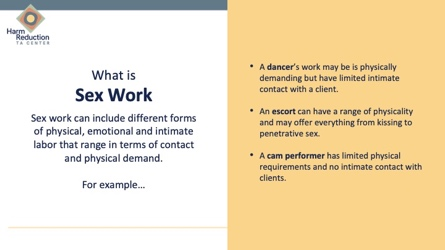 Harm
Reduction
TA CENTER
What is
Sex Work
Sex work can include different forms
of physical, emotional and intimate
labor that range in terms of contact
and physical demand.
For example…
• A dancer's work may be is physically
demanding but have limited intimate
contact with a client.
• An escort can have a range of physicality
and may offer everything from kissing to
penetrative sex.
• A cam performer has limited physical
requirements and no intimate contact with
clients.